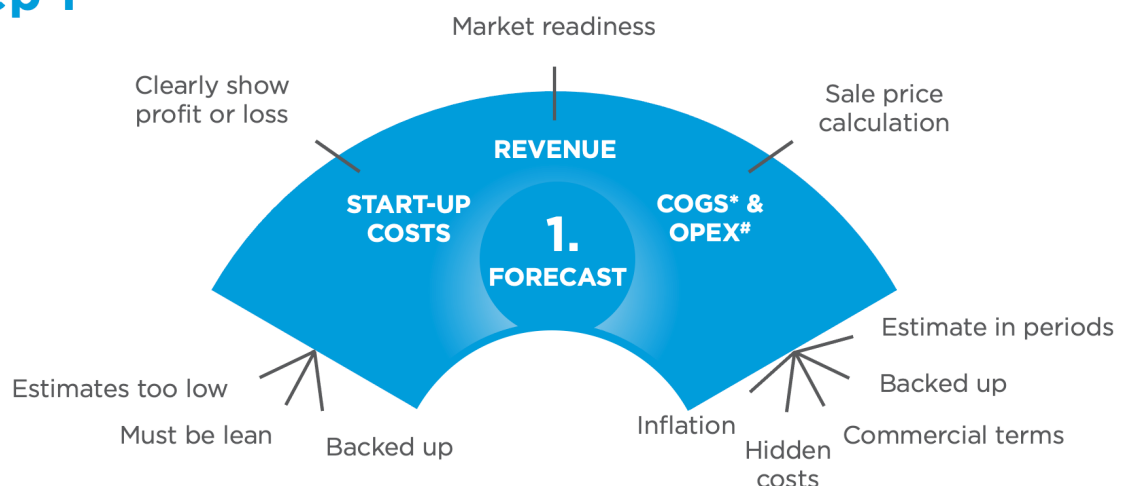 Market readiness
Clearly show
profit or loss
Sale price
calculation
REVENUE
START-UP
COSTS
COGS* &
OPEX#
1.
FORECAST
Estimate in periods
Estimates too low
Backed up
Must be lean
Backed up
Inflation
Hidden
costs
Commercial terms